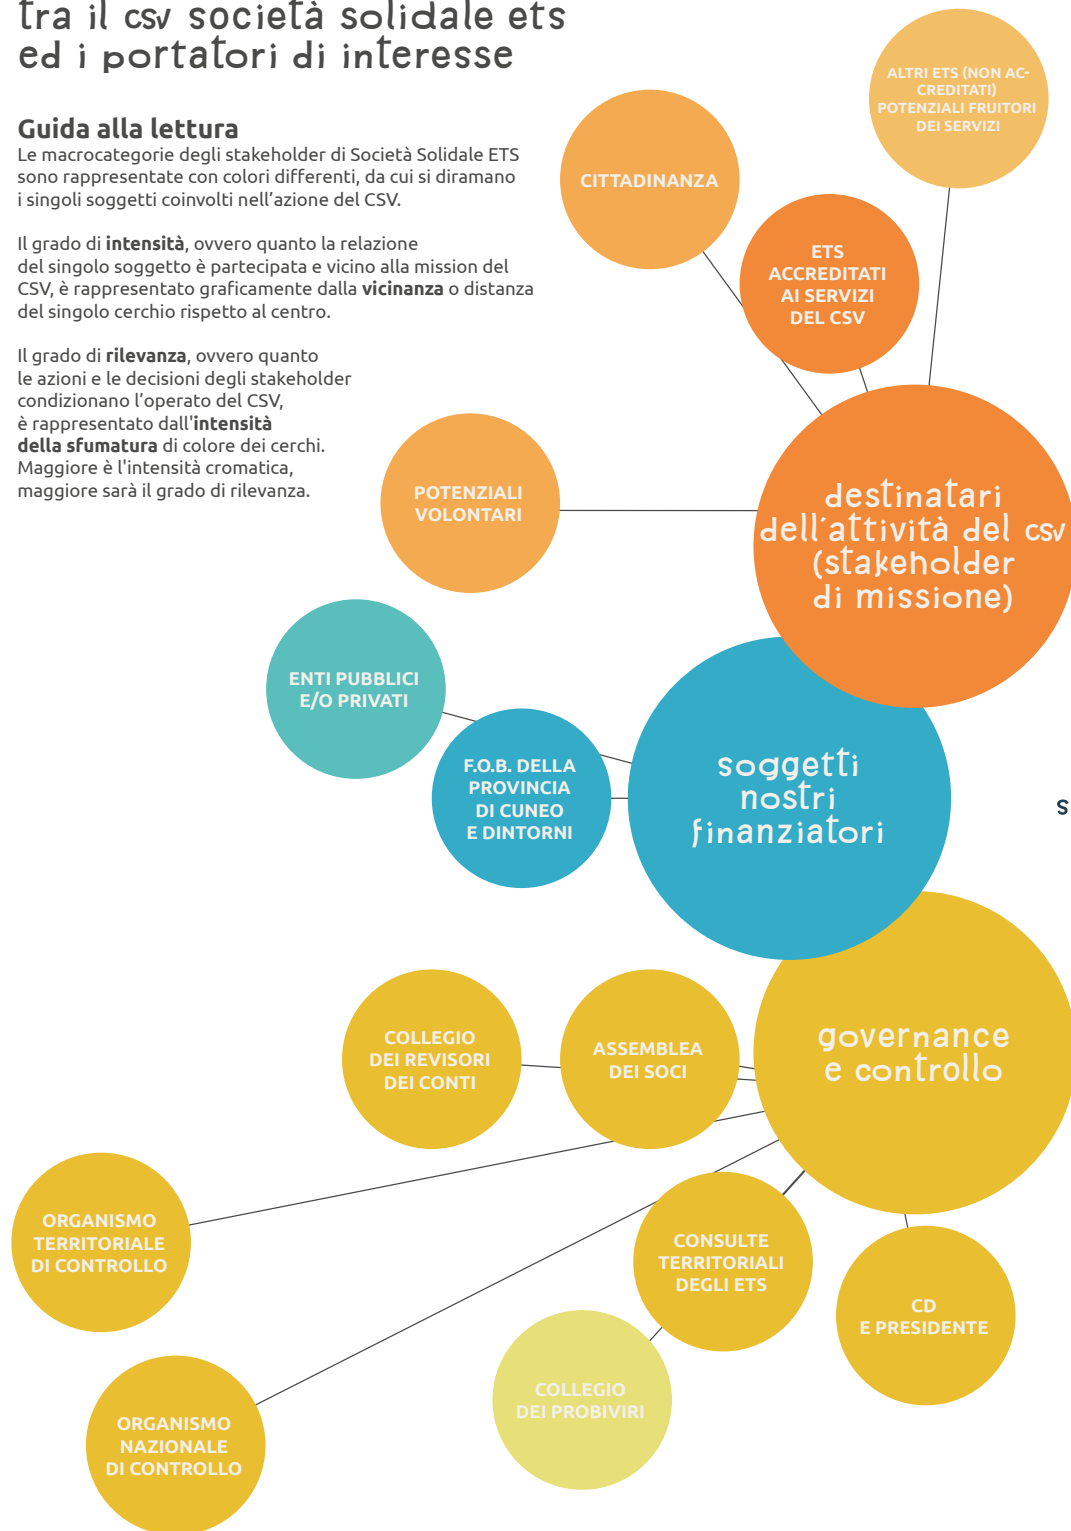 tra il csv società solidale ets
ed i portatori di interesse
Guida alla lettura
Le macrocategorie degli stakeholder di Società Solidale ETS
sono rappresentate con colori differenti, da cui si diramano
i singoli soggetti coinvolti nell'azione del CSV.
Il grado di intensità, ovvero quanto la relazione
del singolo soggetto è partecipata e vicino alla mission del
CSV, è rappresentato graficamente dalla vicinanza o distanza
del singolo cerchio rispetto al centro.
Il grado di rilevanza, ovvero quanto
le azioni e le decisioni degli stakeholder
condizionano l'operato del CSV,
è rappresentato dall'intensità
della sfumatura di colore dei cerchi.
Maggiore è l'intensità cromatica,
maggiore sarà il grado di rilevanza.
ALTRI ETS (NON AC-
CREDITATI)
POTENZIALI FRUITORI
DEI SERVIZI
CITTADINANZA
ETS
ACCREDITATI
AI SERVIZI
DEL CSV
POTENZIALI
VOLONTARI
destinatari
dell'attività del csv
(stakeholder
di missione)
ENTI PUBBLICI
E/O PRIVATI
F.O.B. DELLA
PROVINCIA
DI CUNEO
E DINTORNI
soggetti
nostri
finanziatori
S
COLLEGIO
DEI REVISORI
DEI CONTI
ASSEMBLEA
DEI SOCI
governance
e controllo
ORGANISMO
TERRITORIALE
DI CONTROLLO
CONSULTE
TERRITORIALI
DEGLI ETS
CD
E PRESIDENTE
COLLEGIO
DEI PROBIVIRI
ORGANISMO
NAZIONALE
DI CONTROLLO